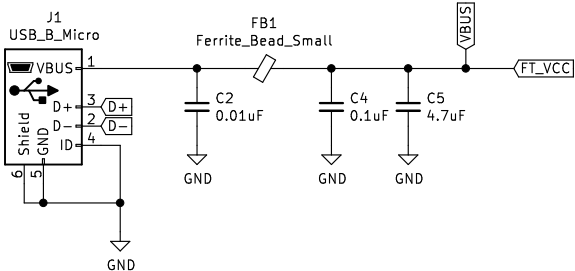 J1
USB_B_Micro
VBUS
1
D+
3
D+
D-
2
D-
ID
4
Shield
GND
6
5
GND
FB1
Ferrite_Bead_Small
C2
0.01uF
GND
C4
0.1uF
GND
C5
4.7uF
GND
VBUS
FT_VCC